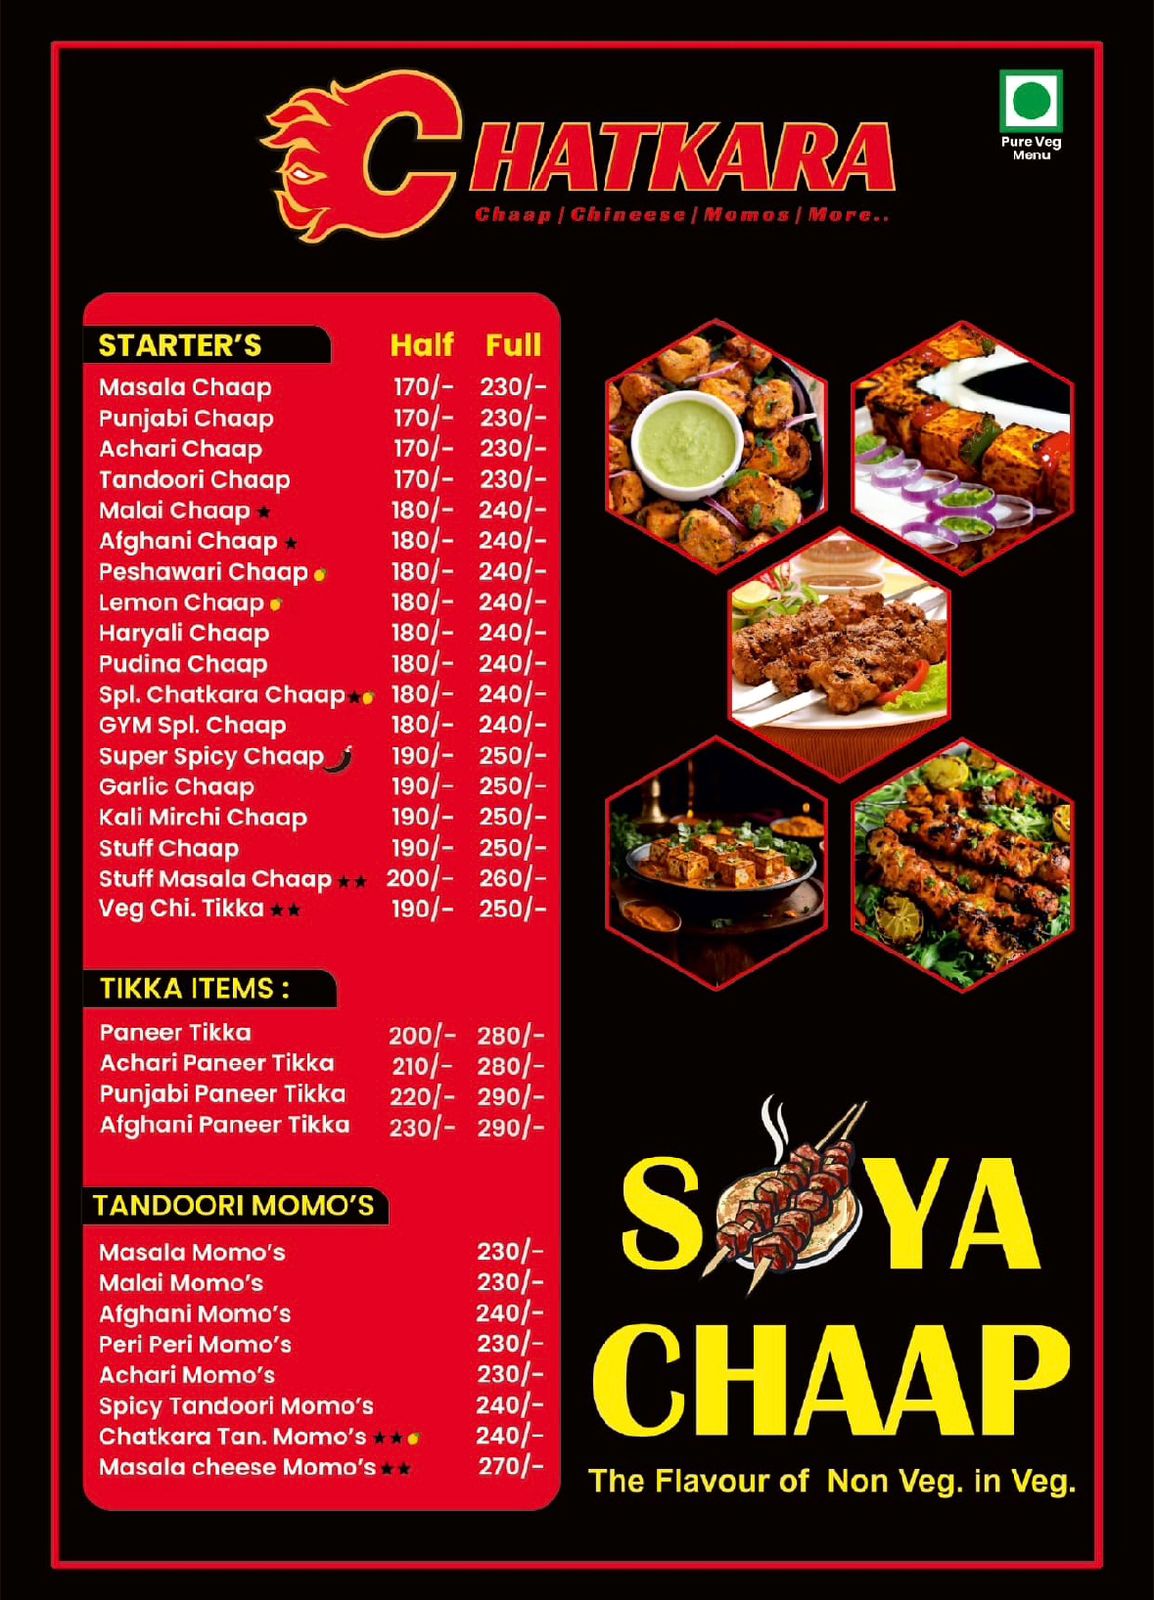 CHATKARA
Chaap | Chineese | Momos | More..
Pure Veg
Menu
STARTER'S Half Full
Masala Chaap 170/- 230/-
Punjabi Chaap 170/- 230/-
Achari Chaap 170/- 230/-
Tandoori Chaap 170/- 230/-
Malai Chaap ★ 180/- 240/-
Afghani Chaap ★ 180/- 240/-
Peshawari Chaap 180/- 240/-
Lemon Chaap 180/- 240/-
Haryali Chaap 180/- 240/-
Pudina Chaap 180/- 240/-
Spl. Chatkara Chaap ★ 180/- 240/-
GYM Spl. Chaap 180/- 240/-
Super Spicy Chaap 190/- 250/-
Garlic Chaap 190/- 250/-
Kali Mirchi Chaap 190/- 250/-
Stuff Chaap 190/- 250/-
Stuff Masala Chaap ★★ 200/- 260/-
Veg Chi. Tikka ★★ 190/- 250/-
TIKKA ITEMS :
Paneer Tikka 200/- 280/-
Achari Paneer Tikka 210/- 280/-
Punjabi Paneer Tikka 220/- 290/-
Afghani Paneer Tikka 230/- 290/-
TANDOORI MOMO'S
Masala Momo's 230/-
Malai Momo's 230/-
Afghani Momo's 240/-
Peri Peri Momo's 230/-
Achari Momo's 230/-
Spicy Tandoori Momo's 240/-
Chatkara Tan. Momo's ★★ 240/-
Masala cheese Momo's ★★ 270/-
SOYA
CHAAP
The Flavour of Non Veg. in Veg.